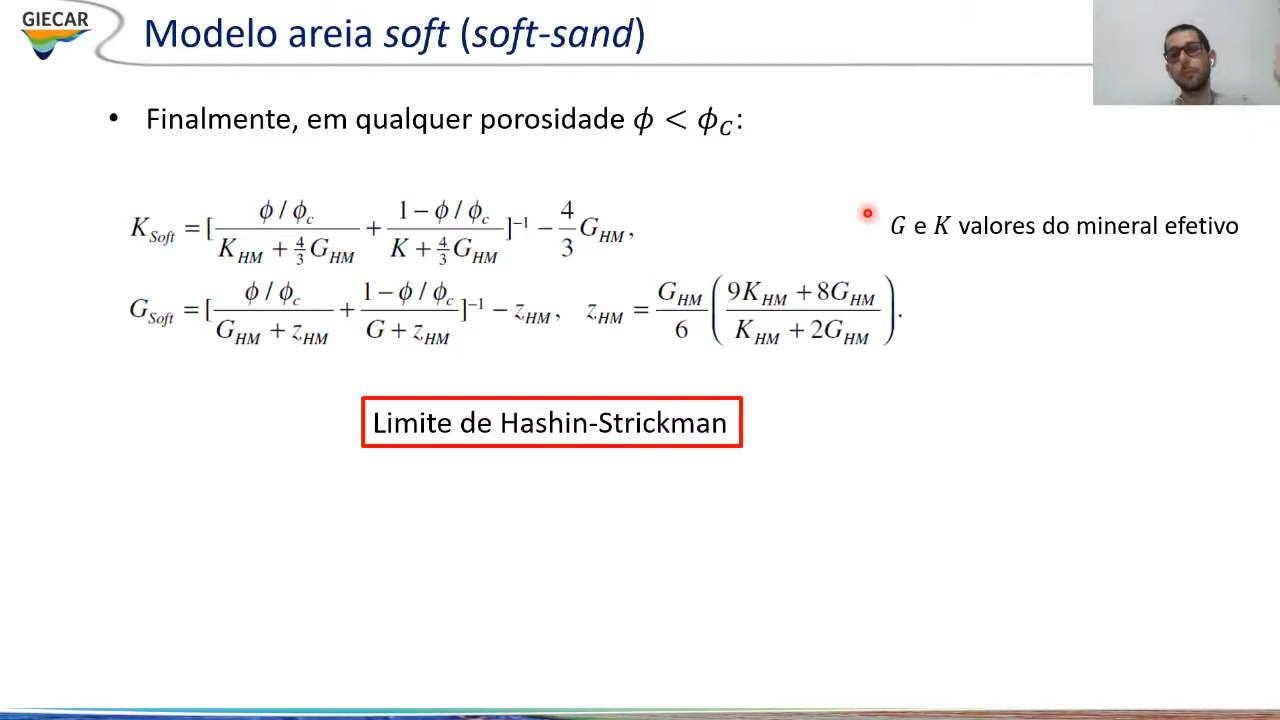 GIECAR
Modelo areia soft (soft-sand)
• Finalmente, em qualquer porosidade ϕ < ϕ_C:
K_Soft = [ (ϕ / ϕ_c)/(K_HM + 4/3 G_HM) + (1 − ϕ / ϕ_c)/(K + 4/3 G_HM) ]^−1 − 4/3 G_HM,
G e K valores do mineral efetivo
G_Soft = [ (ϕ / ϕ_c)/(G_HM + z_HM) + (1 − ϕ / ϕ_c)/(G + z_HM) ]^−1 − z_HM, z_HM = G_HM/6 ( (9K_HM + 8G_HM)/(K_HM + 2G_HM) ).
Limite de Hashin-Strickman